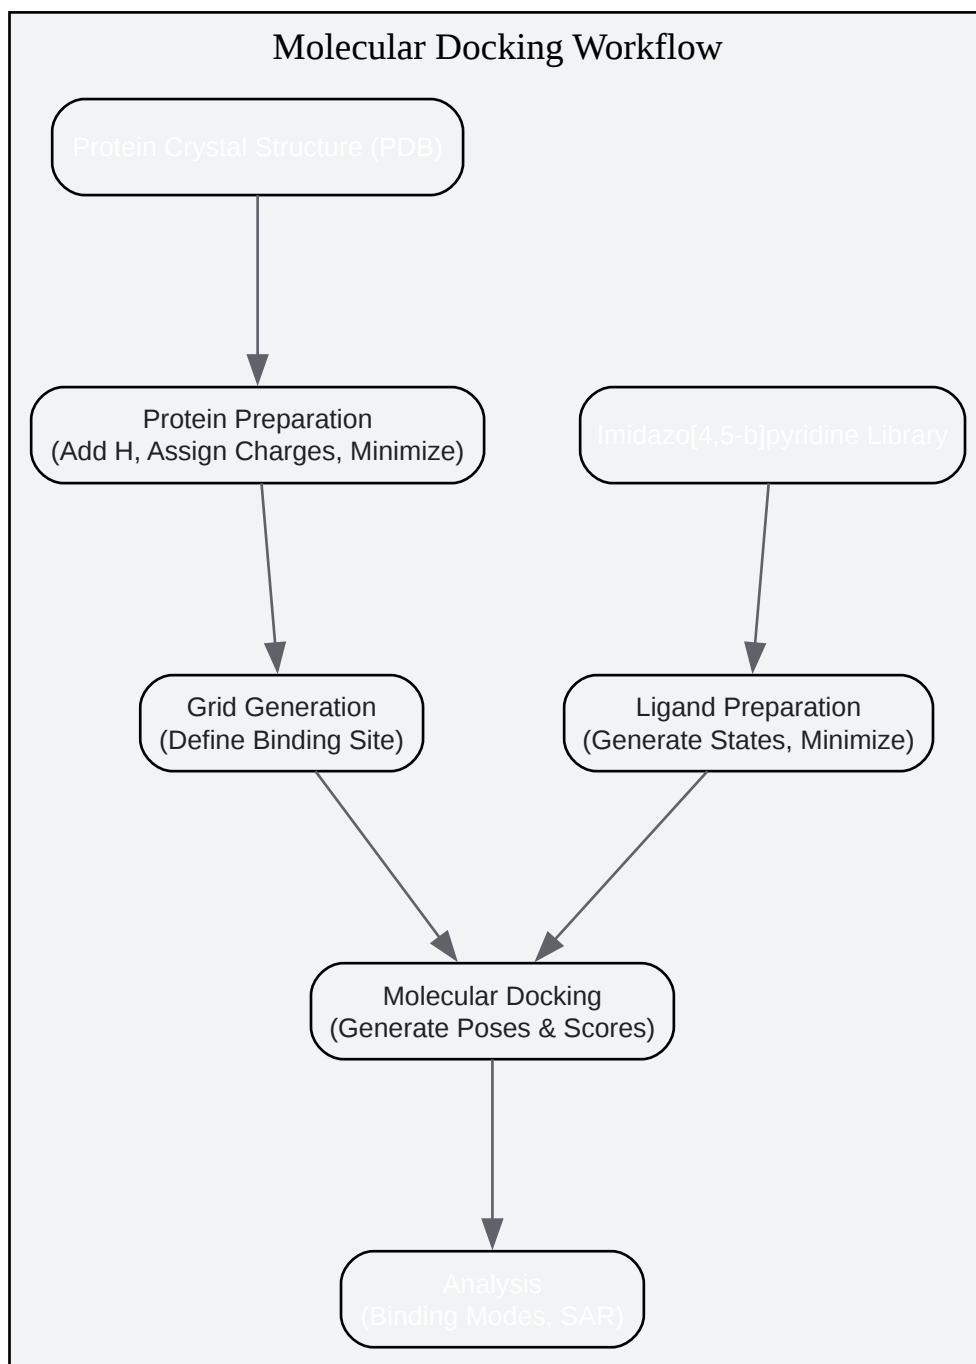 Molecular Docking Workflow
Protein Crystal Structure (PDB)
Protein Preparation
(Add H, Assign Charges, Minimize)
Imidazo[4,5-b]pyridine Library
Grid Generation
(Define Binding Site)
Ligand Preparation
(Generate States, Minimize)
Molecular Docking
(Generate Poses & Scores)
Analysis
(Binding Modes, SAR)